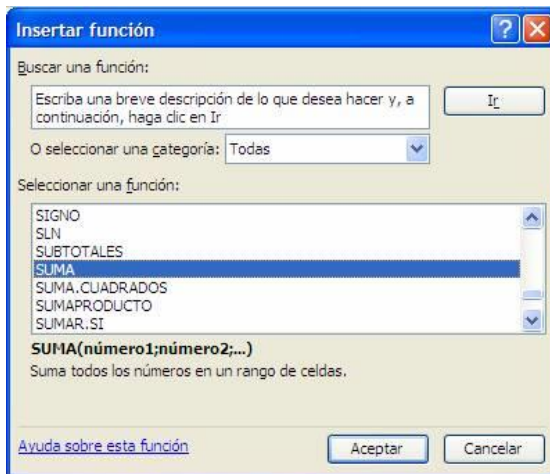 Insertar función
Buscar una función:
Escriba una breve descripción de lo que desea hacer y, a
continuación, haga clic en Ir
Ir
O seleccionar una categoría: Todas
Seleccionar una función:
SIGNO
SLN
SUBTOTALES
SUMA
SUMA.CUADRADOS
SUMAPRODUCTO
SUMAR.SI
SUMA(número1;número2;...)
Suma todos los números en un rango de celdas.
Ayuda sobre esta función
Aceptar
Cancelar